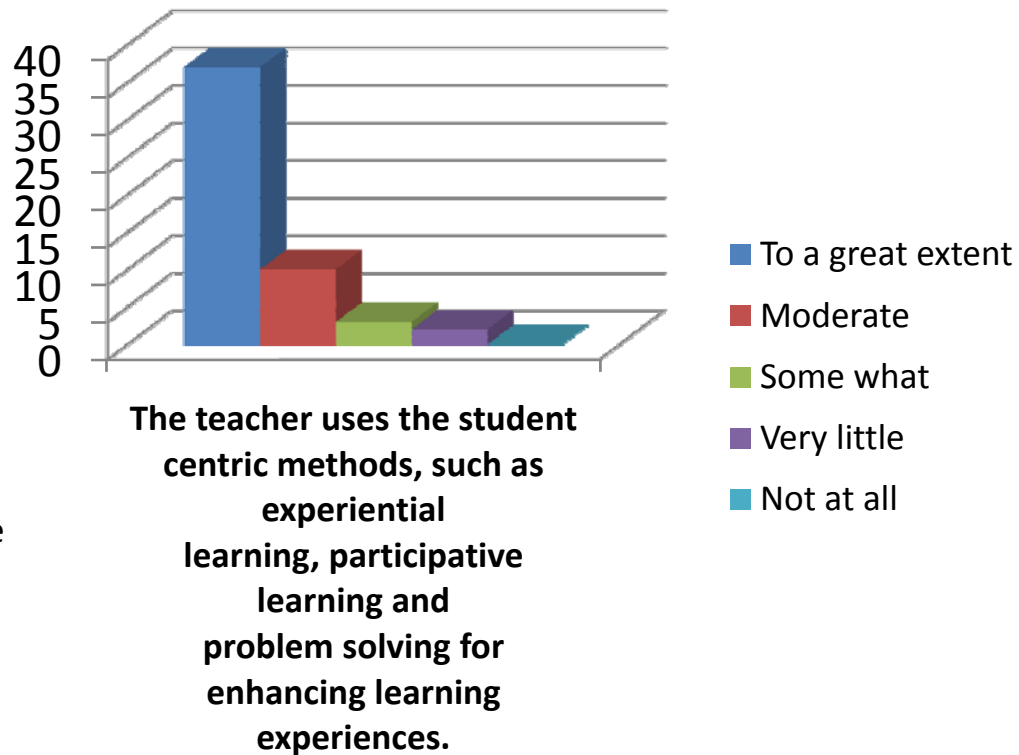 40
35
30
25
20
15
10
5
0
The teacher uses the student
centric methods, such as
experiential
learning, participative
learning and
problem solving for
enhancing learning
experiences.
e
To a great extent
Moderate
Some what
Very little
Not at all